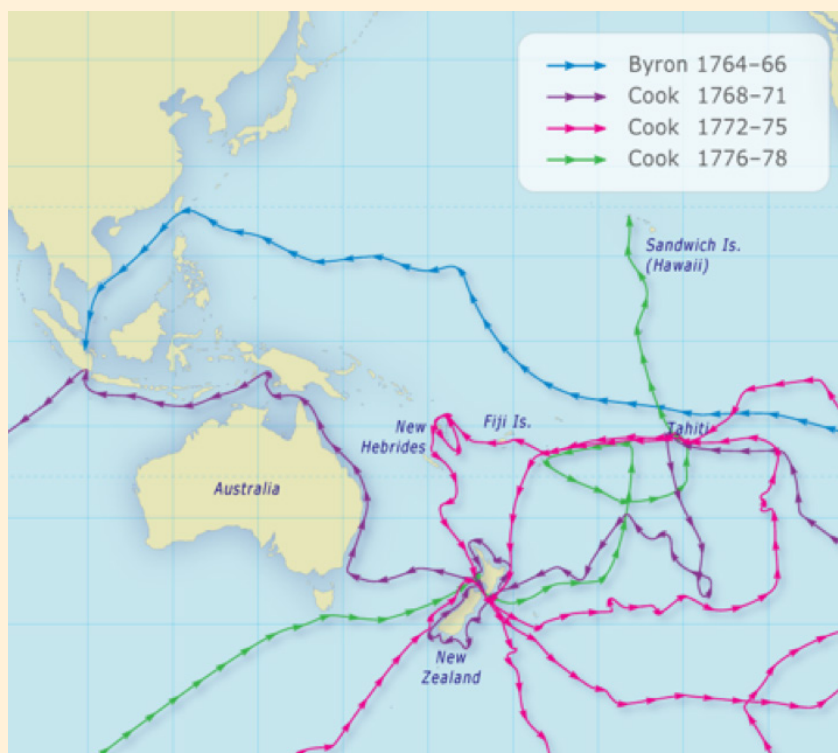 Byron 1764–66
Cook 1768–71
Cook 1772–75
Cook 1776–78
Sandwich Is.
(Hawaii)
New
Hebrides
Fiji Is.
Tahiti
Australia
New
Zealand